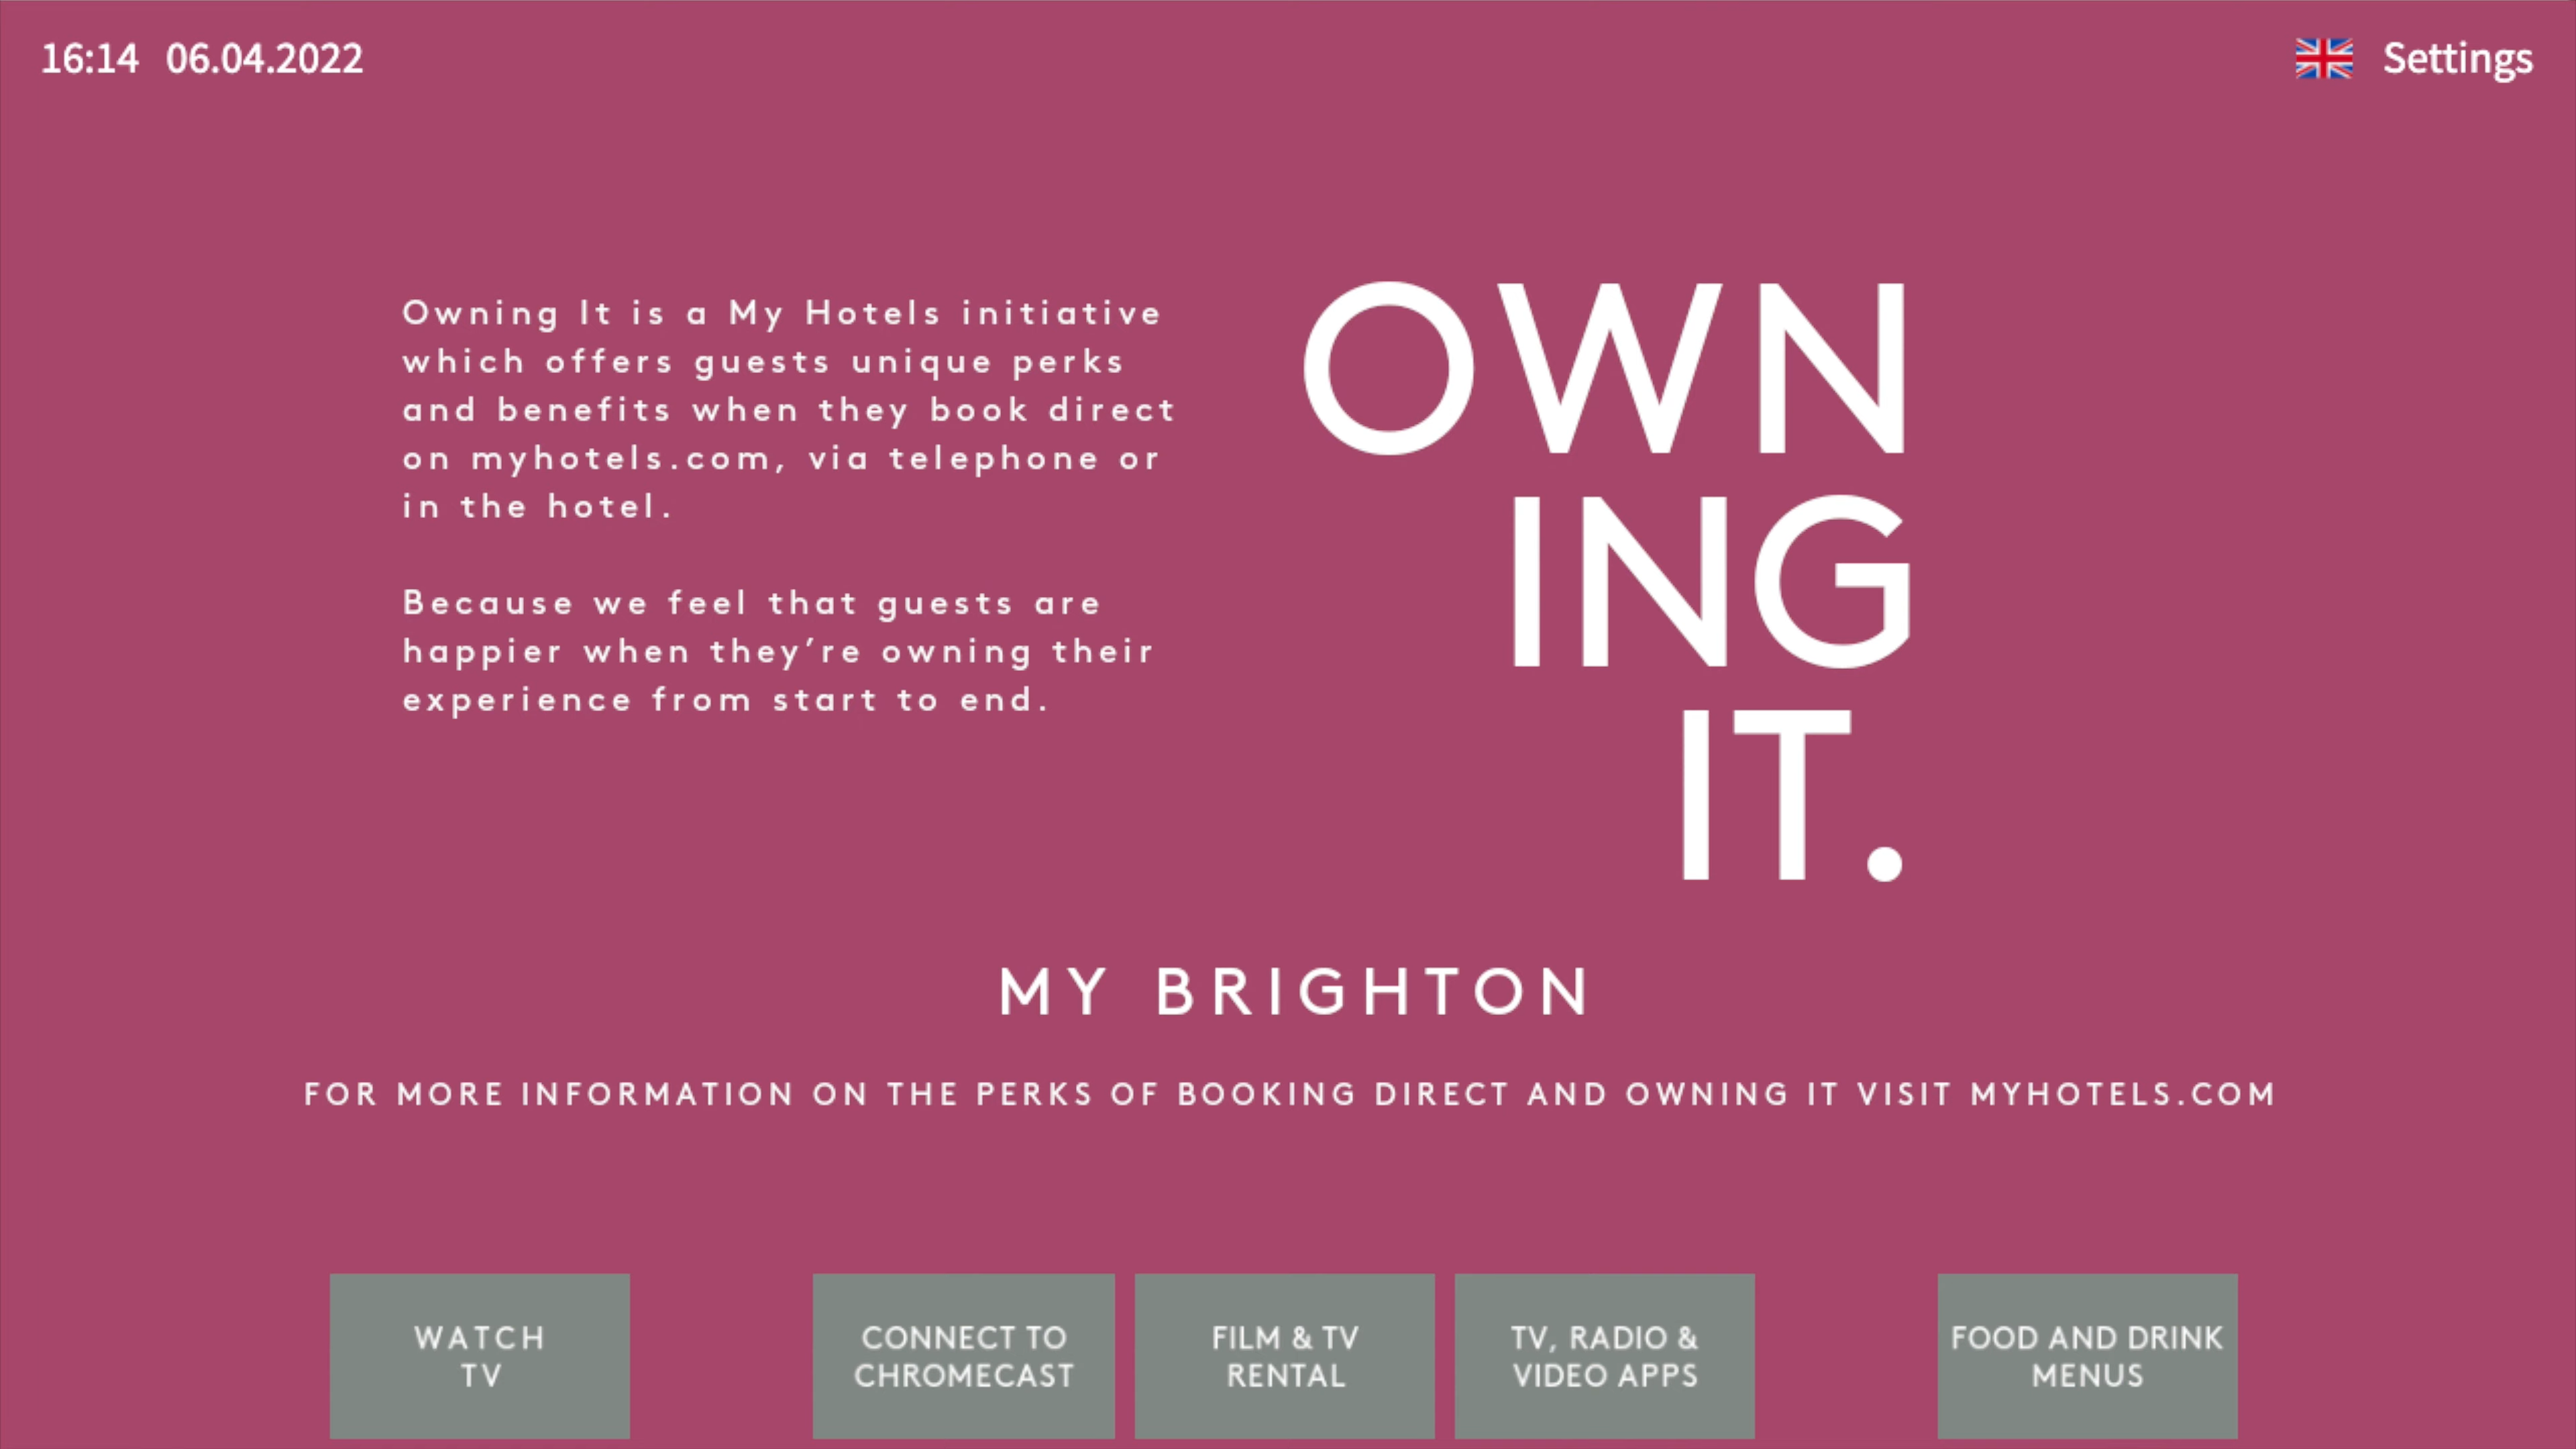 16:14 06.04.2022
Settings
Owning It is a My Hotels initiative
which offers guests unique perks
and benefits when they book direct
on myhotels.com, via telephone or
in the hotel.
Because we feel that guests are
happier when they’re owning their
experience from start to end.
OWN
ING
IT.
MY BRIGHTON
FOR MORE INFORMATION ON THE PERKS OF BOOKING DIRECT AND OWNING IT VISIT MYHOTELS.COM
WATCH
TV
CONNECT TO
CHROMECAST
FILM & TV
RENTAL
TV, RADIO &
VIDEO APPS
FOOD AND DRINK
MENUS